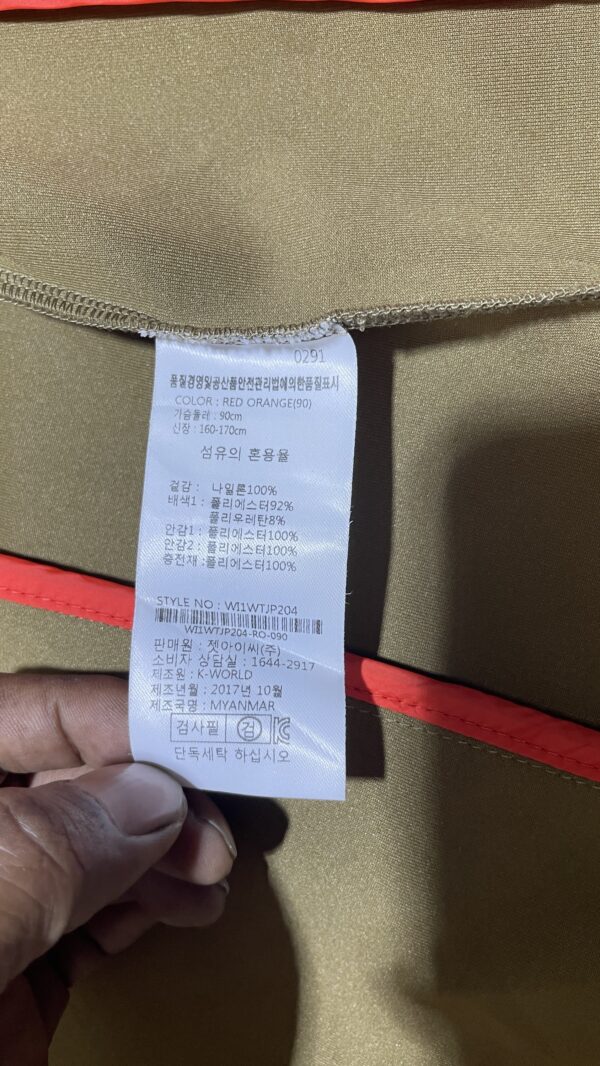 0291
품질경영및공산품안전관리법에의한품질표시
COLOR : RED ORANGE(90)
가슴둘레 : 90cm
신장 : 160-170cm
섬유의 혼용율
겉감 : 나일론100%
배색1 : 폴리에스터92%
폴리우레탄8%
안감1 : 폴리에스터100%
안감2 : 폴리에스터100%
충전재 : 폴리에스터100%
STYLE NO : WI1WTJP204
WI1WTJP204-RO-090
판매원 : 젯아이씨(주)
소비자 상담실 : 1644-2917
제조원 : K-WORLD
제조년월 : 2017년 10월
제조국명 : MYANMAR
검사필 검 KC
단독세탁 하십시오